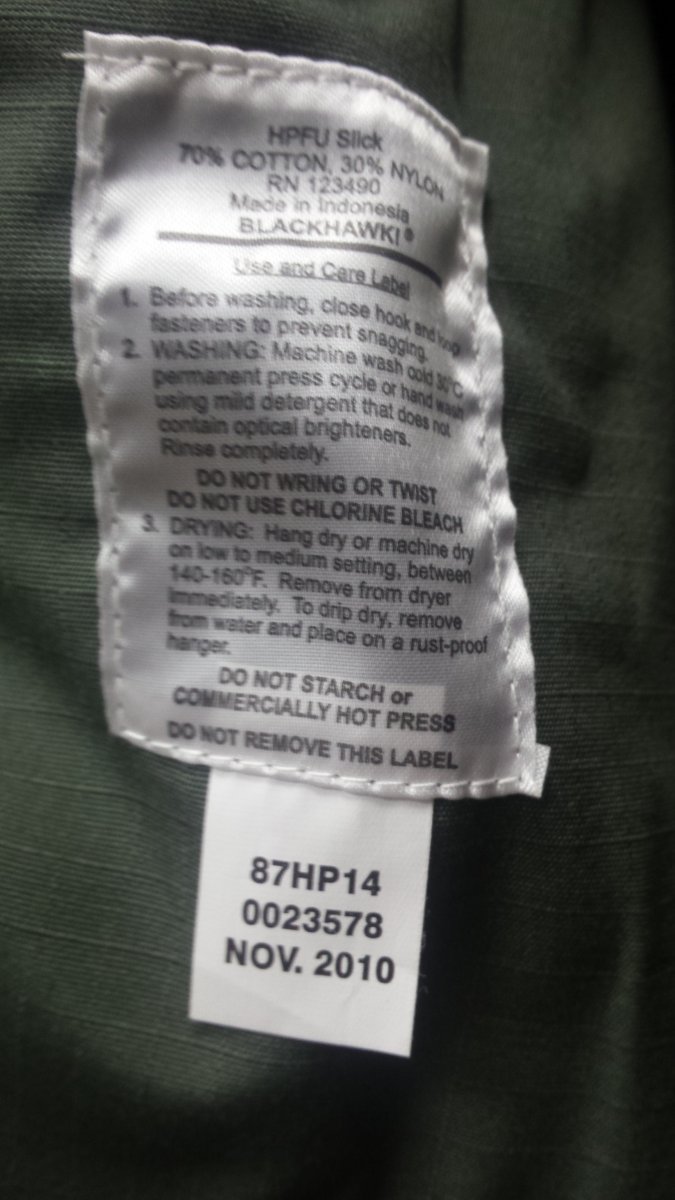 HPFU Slick
70% COTTON, 30% NYLON
RN 123490
Made in Indonesia
BLACKHAWK!®
Use and Care Label
1. Before washing, close hook and loop
fasteners to prevent snagging.
2. WASHING: Machine wash cold 30°C
permanent press cycle or hand wash
using mild detergent that does not
contain optical brighteners.
Rinse completely.
DO NOT WRING OR TWIST
DO NOT USE CHLORINE BLEACH
3. DRYING: Hang dry or machine dry
on low to medium setting, between
140-160°F. Remove from dryer
immediately. To drip dry, remove
from water and place on a rust-proof
hanger.
DO NOT STARCH or
COMMERCIALLY HOT PRESS
DO NOT REMOVE THIS LABEL
87HP14
0023578
NOV. 2010